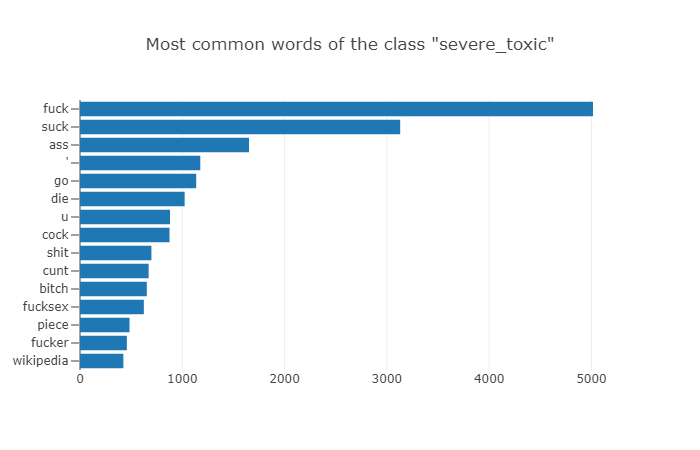 Most common words of the class "severe_toxic"
fuck
suck
ass
'
go
die
u
cock
shit
cunt
bitch
fucksex
piece
fucker
wikipedia
0 1000 2000 3000 4000 5000